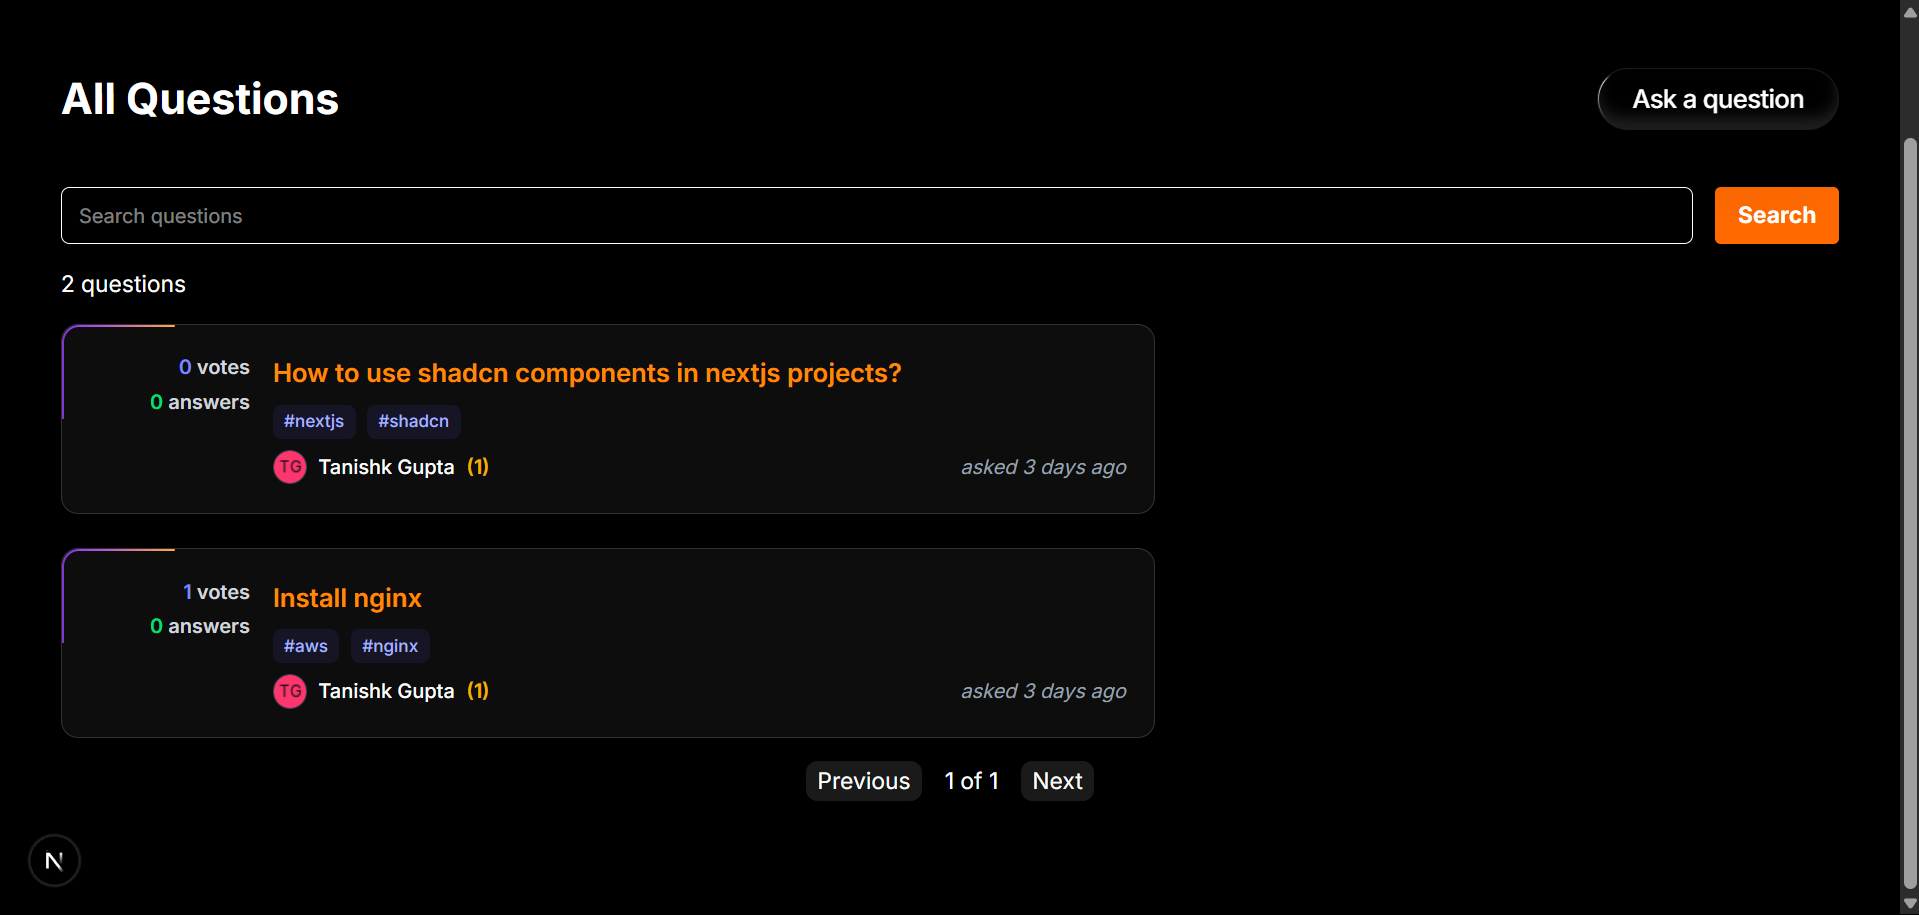 All Questions
Ask a question
Search questions
Search
2 questions
0 votes
How to use shadcn components in nextjs projects?
0 answers
#nextjs #shadcn
TG Tanishk Gupta (1)
asked 3 days ago
1 votes
Install nginx
0 answers
#aws #nginx
TG Tanishk Gupta (1)
asked 3 days ago
Previous 1 of 1 Next
N